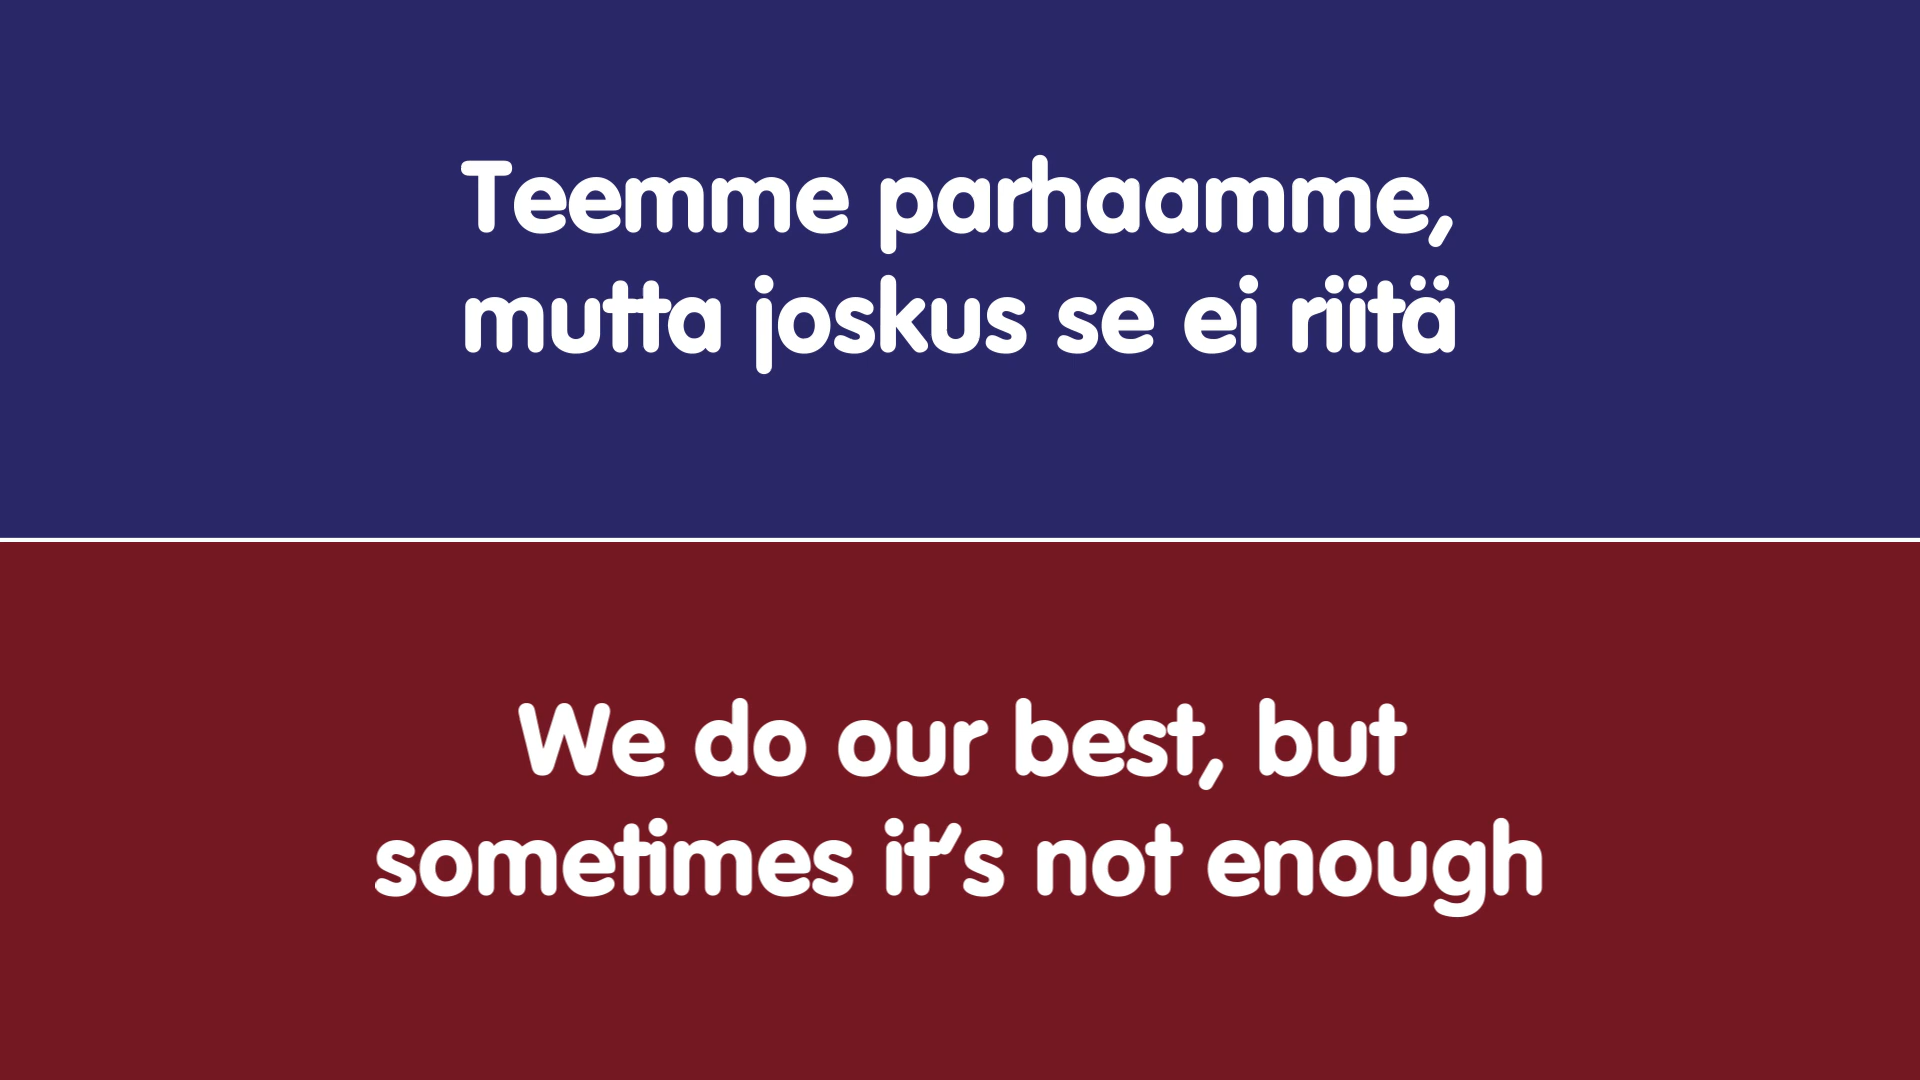 Teemme parhaamme,
mutta joskus se ei riitä
We do our best, but
sometimes it's not enough